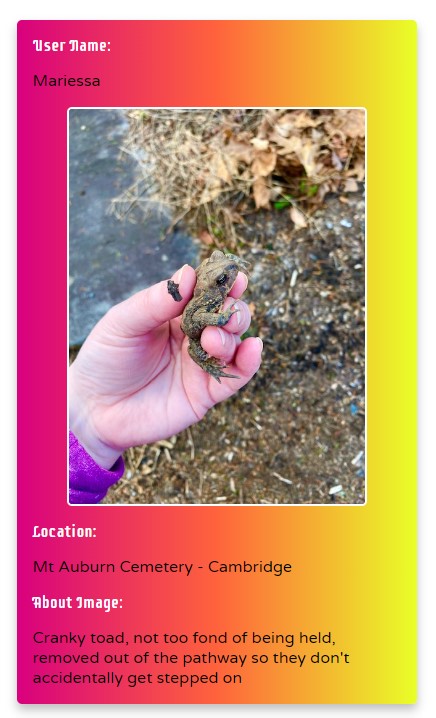 User Name:
Mariessa
Location:
Mt Auburn Cemetery - Cambridge
About Image:
Cranky toad, not too fond of being held,
removed out of the pathway so they don't
accidentally get stepped on